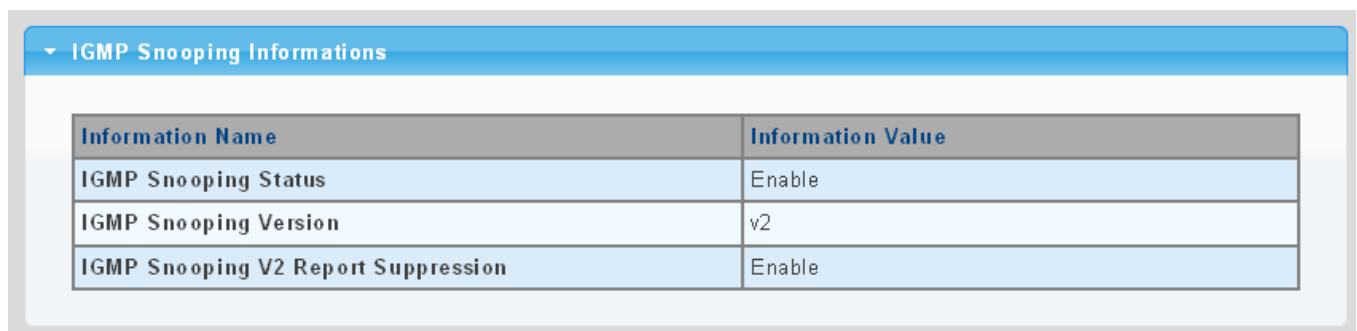 IGMP Snooping Informations
Information Name Information Value
IGMP Snooping Status Enable
IGMP Snooping Version v2
IGMP Snooping V2 Report Suppression Enable